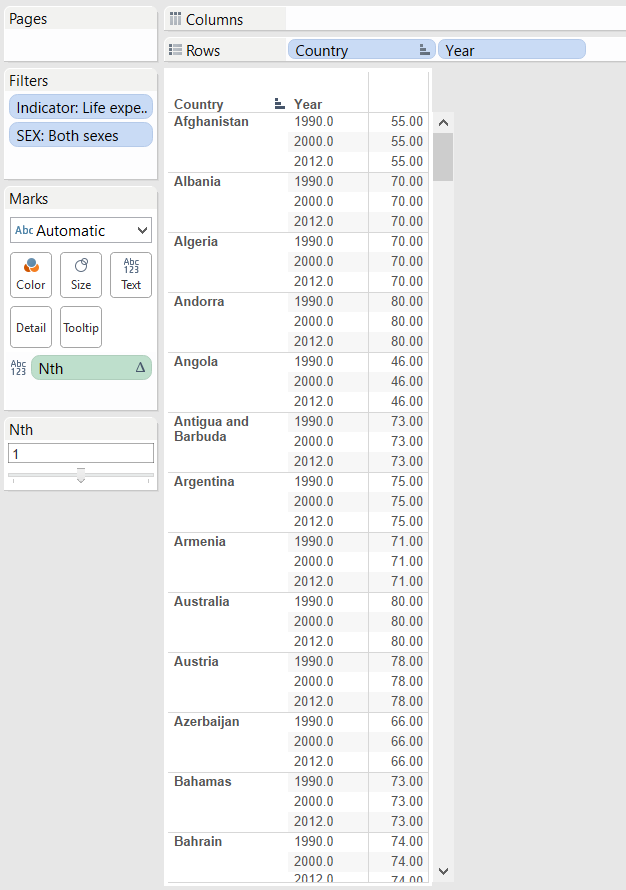 Pages
Columns
Rows
Country
Year
Filters
Indicator: Life expe..
SEX: Both sexes
Marks
Abc Automatic
Color
Size
Abc
123
Text
Detail
Tooltip
Abc
123
Nth Δ
Nth
1
Country Year
Afghanistan 1990.0 55.00
2000.0 55.00
2012.0 55.00
Albania 1990.0 70.00
2000.0 70.00
2012.0 70.00
Algeria 1990.0 70.00
2000.0 70.00
2012.0 70.00
Andorra 1990.0 80.00
2000.0 80.00
2012.0 80.00
Angola 1990.0 46.00
2000.0 46.00
2012.0 46.00
Antigua and 1990.0 73.00
Barbuda 2000.0 73.00
2012.0 73.00
Argentina 1990.0 75.00
2000.0 75.00
2012.0 75.00
Armenia 1990.0 71.00
2000.0 71.00
2012.0 71.00
Australia 1990.0 80.00
2000.0 80.00
2012.0 80.00
Austria 1990.0 78.00
2000.0 78.00
2012.0 78.00
Azerbaijan 1990.0 66.00
2000.0 66.00
2012.0 66.00
Bahamas 1990.0 73.00
2000.0 73.00
2012.0 73.00
Bahrain 1990.0 74.00
2000.0 74.00
2012.0 74.00